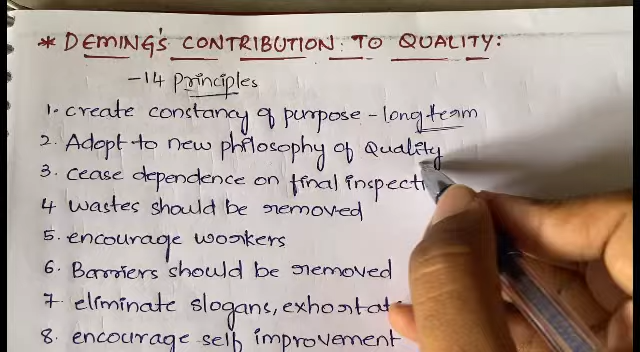 * DEMING'S CONTRIBUTION TO QUALITY:
- 14 Principles
1. Create constancy of purpose - long term
2. Adopt to new philosophy of Quality
3. cease dependence on final inspecti
4 wastes should be removed
5. encourage workers
6. Barriers should be removed
7. eliminate slogans, exhortat
8. encourage self improvement